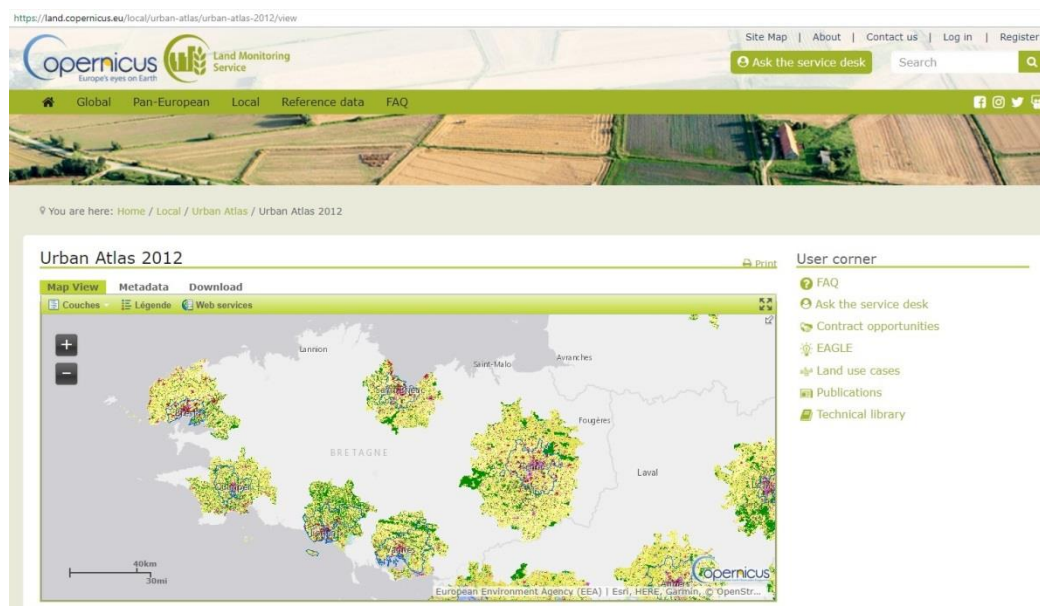 https://land.copernicus.eu/local/urban-atlas/urban-atlas-2012/view
Site Map | About | Contact us | Log in | Register
opernicus
Europe's eyes on Earth
Land Monitoring
Service
Ask the service desk
Search
Global Pan-European Local Reference data FAQ
You are here: Home / Local / Urban Atlas / Urban Atlas 2012
Urban Atlas 2012
Print
Map View Metadata Download
Couches Légende Web services
+
−
Lannion
Saint-Malo
Avranches
Fougères
BRETAGNE
Rennes
Laval
Quimper
Vannes
40km
30mi
opernicus
European Environment Agency (EEA) | Esri, HERE, Garmin, © OpenStr...
User corner
FAQ
Ask the service desk
Contract opportunities
EAGLE
Land use cases
Publications
Technical library